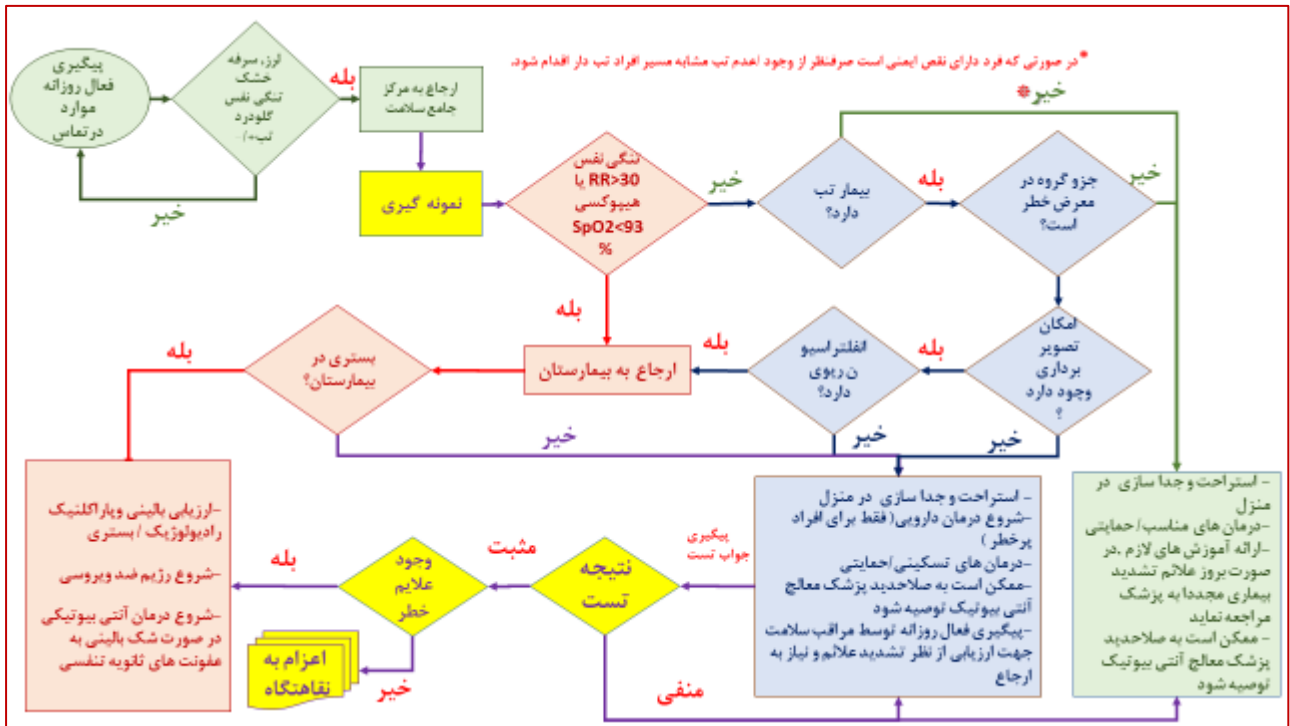 *در صورتی که فرد دارای نقص ایمنی است صرفنظر از وجود /عدم تب مشابه مسیر افراد تب دار اقدام شود.
پیگیری
فعال روزانه
موارد
درتماس
لرز، سرفه
خشک
تنگی نفس
گلودرد
تب+/-
بله
خیر
ارجاع به مرکز
جامع سلامت
نمونه گیری
تنگی نفس
RR>30 یا
هیپوکسی
SpO2<93
%
خیر
بله
بیمار تب
دارد؟
خیر*
بله
جزو گروه در
معرض خطر
است؟
خیر
امکان
تصویر
برداری
وجود دارد
؟
بله
خیر
انفلتراسیو
ن ریوی
دارد؟
بله
خیر
ارجاع به بیمارستان
بستری در
بیمارستان؟
بله
خیر
-ارزیابی بالینی وپاراکلنیک
رادیولوژیک / بستری
-شروع رژیم ضد ویروسی
-شروع درمان آنتی بیوتیکی
در صورت شک بالینی به
عفونت های ثانویه تنفسی
- استراحت و جدا سازی در منزل
-شروع درمان دارویی( فقط برای افراد
پرخطر )
-درمان های تسکینی/حمایتی
-ممکن است به صلاحدید پزشک معالج
آنتی بیوتیک توصیه شود
-پیگیری فعال روزانه توسط مراقب سلامت
جهت ارزیابی از نظر تشدید علائم و نیاز به
ارجاع
- استراحت و جدا سازی در
منزل
-درمان های مناسب/حمایتی
-ارائه آموزش های لازم .در
صورت بروز علائم تشدید
بیماری مجددا به پزشک
مراجعه نماید
- ممکن است به صلاحدید
پزشک معالج آنتی بیوتیک
توصیه شود
پیگیری
جواب تست
نتیجه
تست
مثبت
منفی
وجود
علایم
خطر
بله
خیر
اعزام به
نقاهتگاه